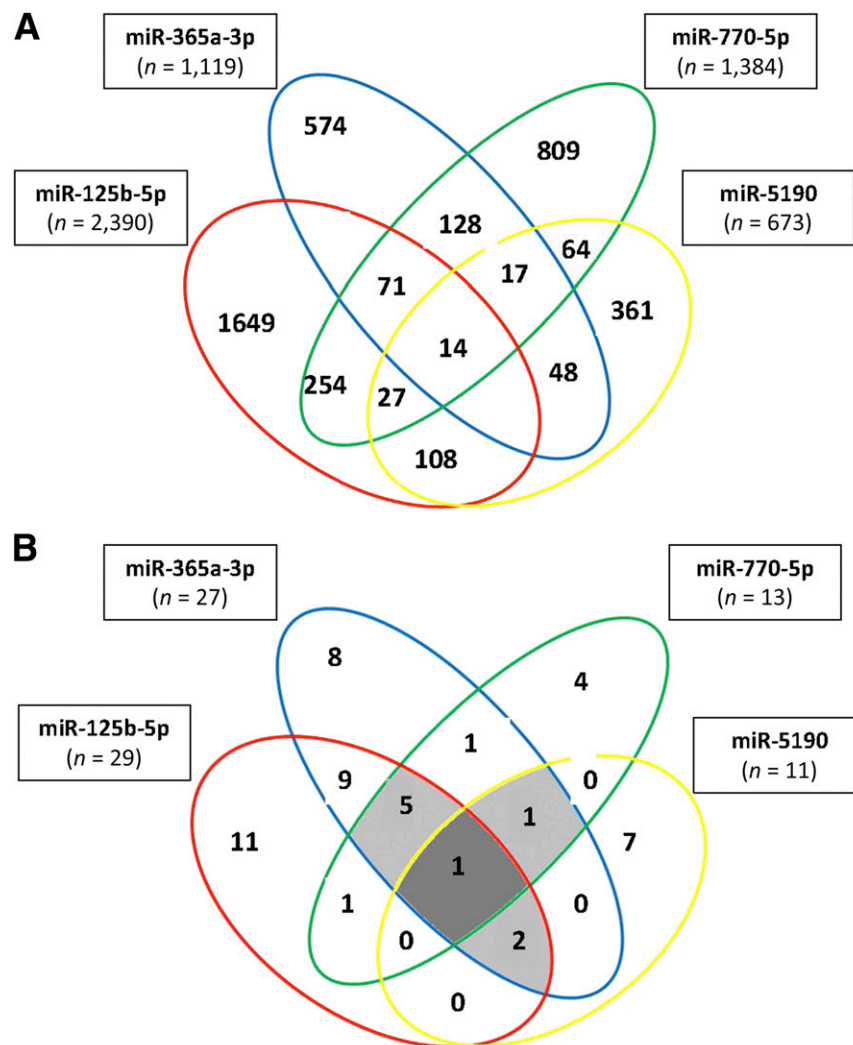 A
miR-365a-3p
(n = 1,119)
miR-770-5p
(n = 1,384)
miR-125b-5p
(n = 2,390)
miR-5190
(n = 673)
574
809
128
64
17
71
361
1649
14
48
254
27
108
B
miR-365a-3p
(n = 27)
miR-770-5p
(n = 13)
miR-125b-5p
(n = 29)
miR-5190
(n = 11)
8
4
1
9
0
5
1
11
7
1
1
0
0
2
0